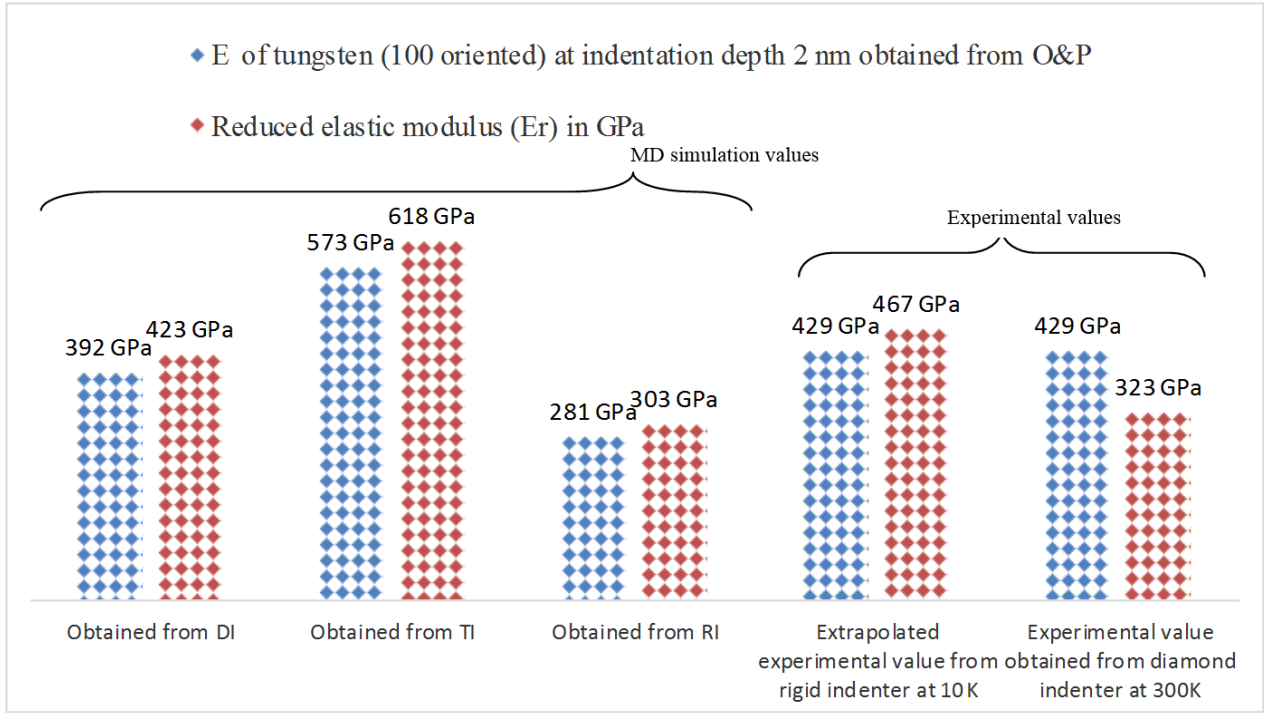 E of tungsten (100 oriented) at indentation depth 2 nm obtained from O&P
Reduced elastic modulus (Er) in GPa
MD simulation values
Experimental values
392 GPa
423 GPa
573 GPa
618 GPa
281 GPa
303 GPa
429 GPa
467 GPa
429 GPa
323 GPa
Obtained from DI
Obtained from TI
Obtained from RI
Extrapolated
experimental value from
rigid indenter at 10K
Experimental value
obtained from diamond
indenter at 300K